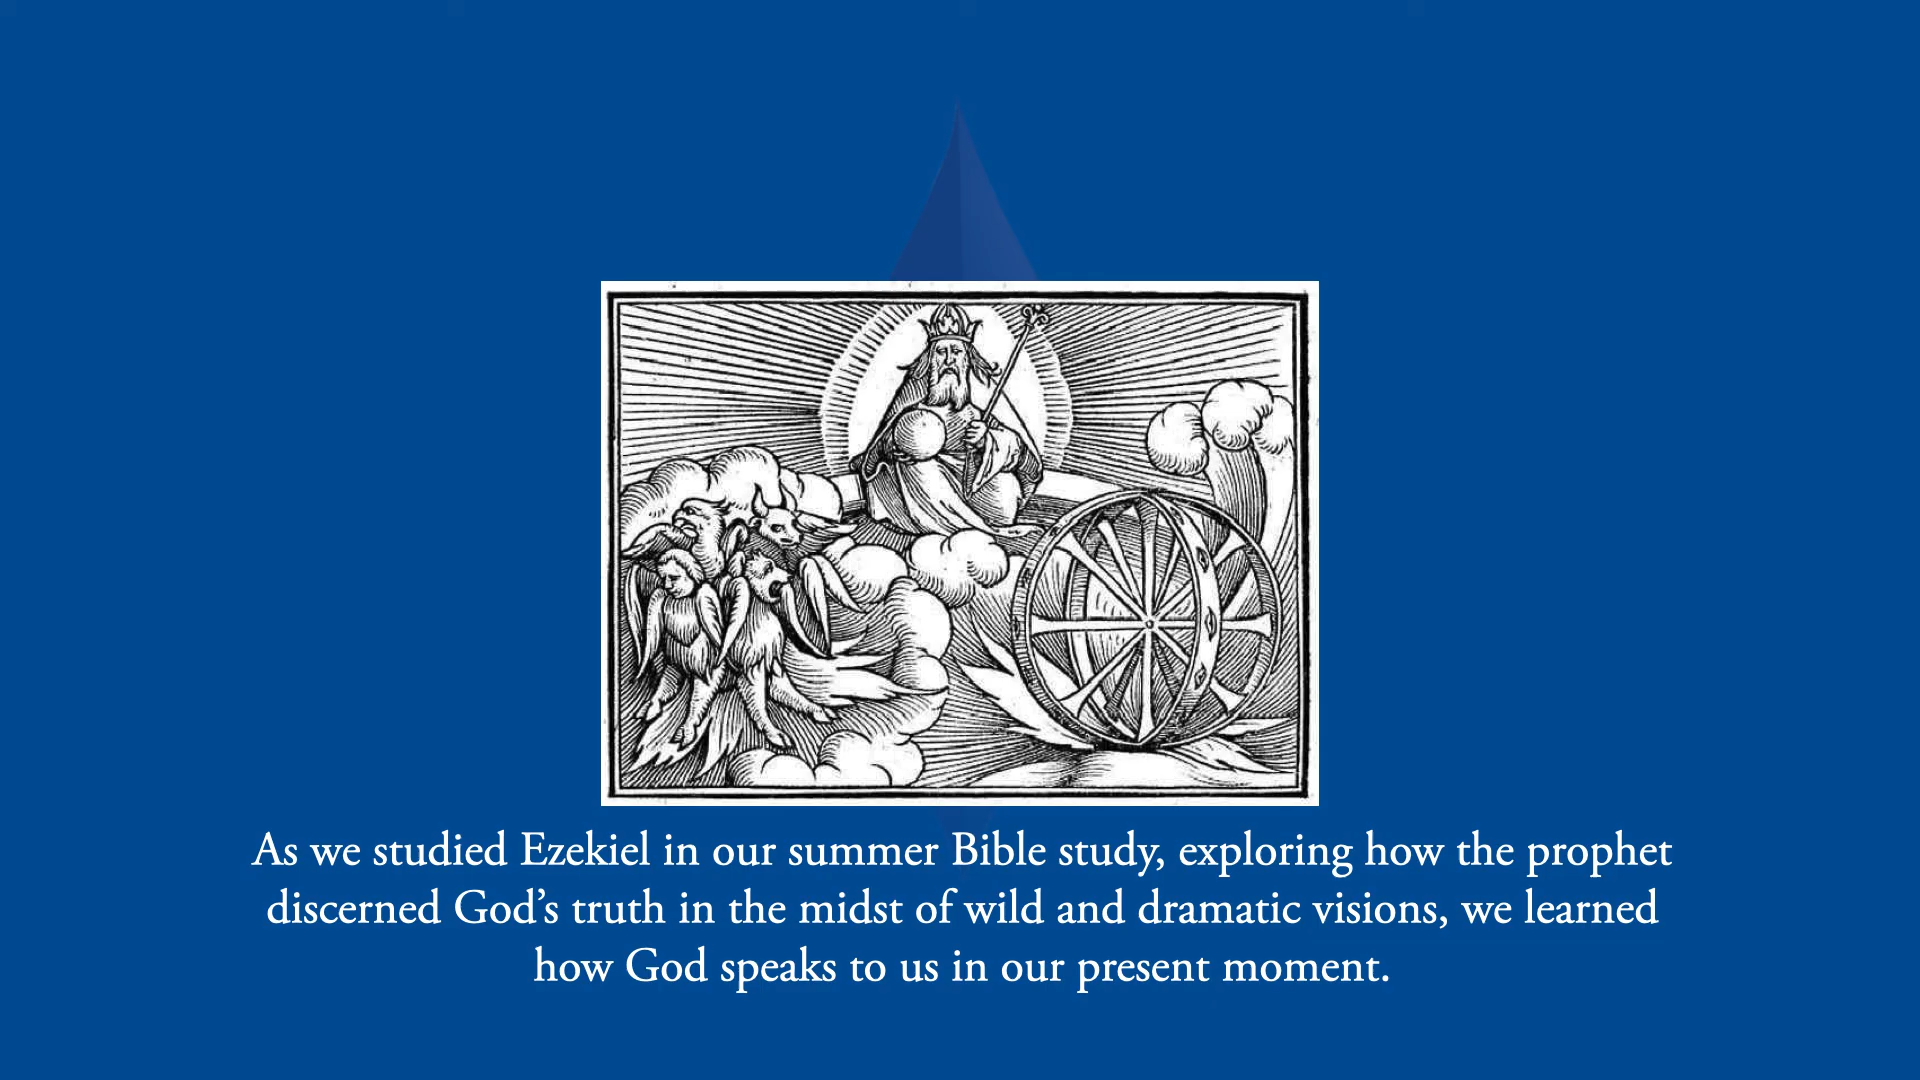 As we studied Ezekiel in our summer Bible study, exploring how the prophet
discerned God’s truth in the midst of wild and dramatic visions, we learned
how God speaks to us in our present moment.